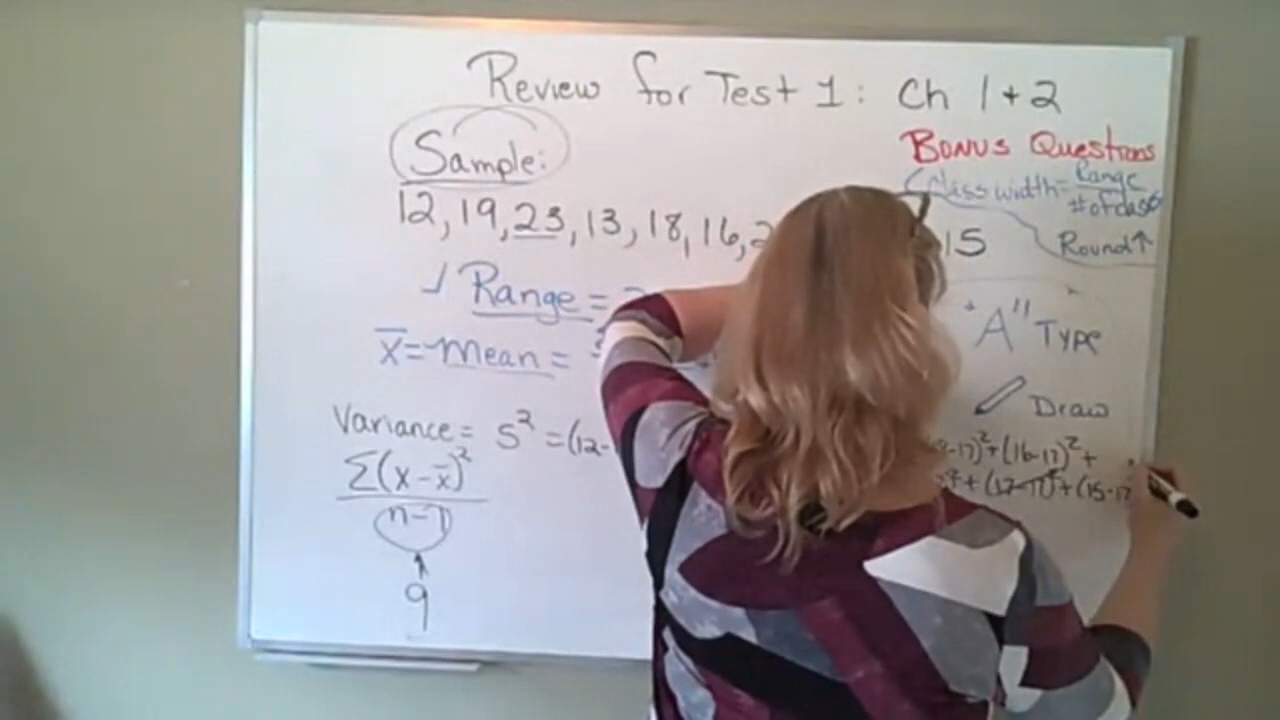 Review for Test 1: Ch 1 + 2
Bonus Questions
Sample:
Class width = Range
# of class
Round ↑
12, 19, 23, 13, 18, 16, 2
15
✓ Range =
x̄ = Mean =
"A" Type
Draw
Variance = S² = (12-
-17)² + (16-17)² +
Σ(x - x̄)²
+ (17-17)² + (15-17
n-1
9